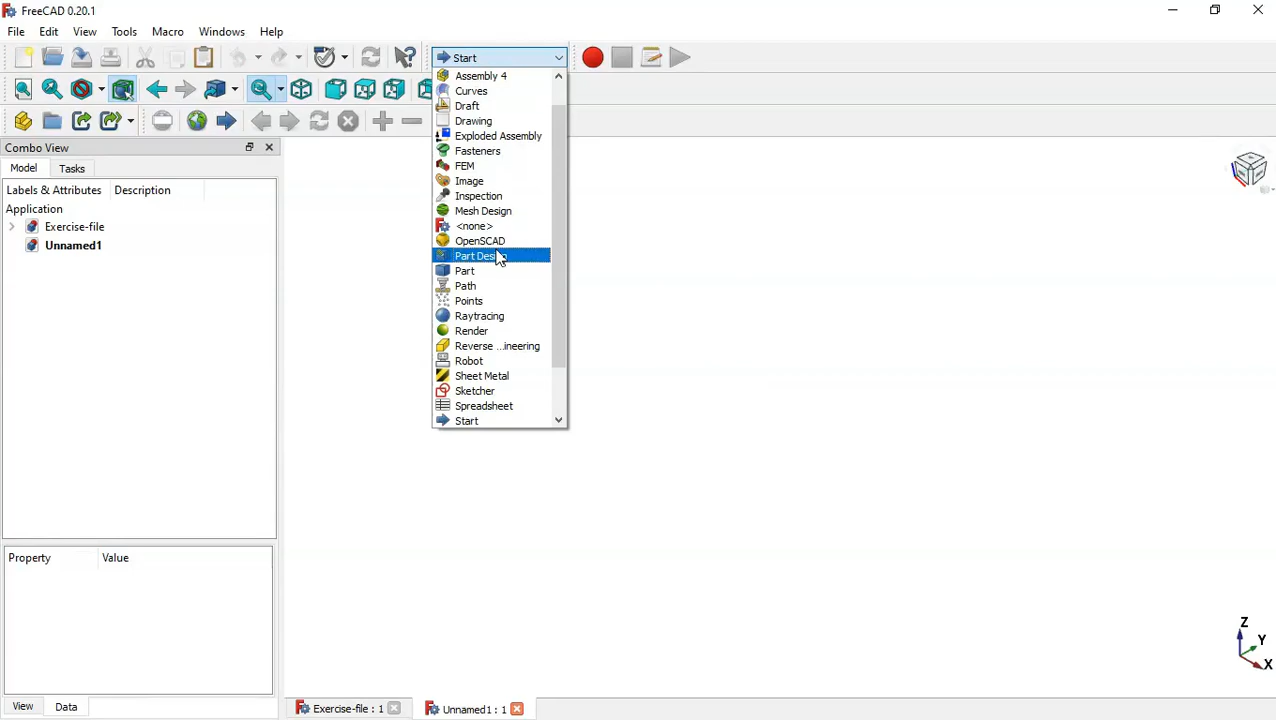 FreeCAD 0.20.1
File Edit View Tools Macro Windows Help
Start
Assembly 4
Curves
Draft
Drawing
Exploded Assembly
Fasteners
FEM
Image
Inspection
Mesh Design
<none>
OpenSCAD
Part Design
Part
Path
Points
Raytracing
Render
Reverse ...ineering
Robot
Sheet Metal
Sketcher
Spreadsheet
Start
Combo View
Model Tasks
Labels & Attributes Description
Application
Exercise-file
Unnamed1
Property Value
View Data
Exercise-file : 1 Unnamed1 : 1
Z
Y
X